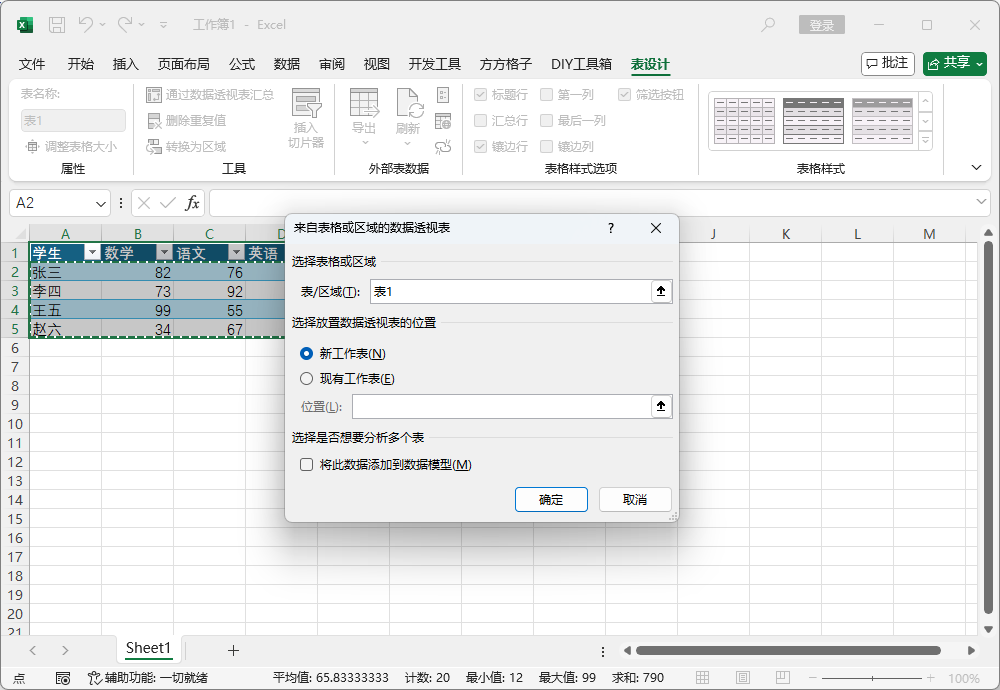 工作簿1 - Excel
登录
文件 开始 插入 页面布局 公式 数据 审阅 视图 开发工具 方方格子 DIY工具箱 表设计 批注 共享
表名称:
表1
调整表格大小
属性
通过数据透视表汇总
删除重复值
转换为区域
插入
切片器
工具
导出
刷新
外部表数据
标题行 第一列 筛选按钮
汇总行 最后一列
镶边行 镶边列
表格样式选项
表格样式
A2 fx
A B C D J K L M
1 学生 数学 语文 英语
2 张三 82 76
3 李四 73 92
4 王五 99 55
5 赵六 34 67
6
7
8
9
10
11
12
13
14
15
16
17
18
19
20
21
来自表格或区域的数据透视表 ?
选择表格或区域
表/区域(T): 表1
选择放置数据透视表的位置
新工作表(N)
现有工作表(E)
位置(L):
选择是否想要分析多个表
将此数据添加到数据模型(M)
确定 取消
Sheet1
点 辅助功能: 一切就绪 平均值: 65.83333333 计数: 20 最小值: 12 最大值: 99 求和: 790 100%